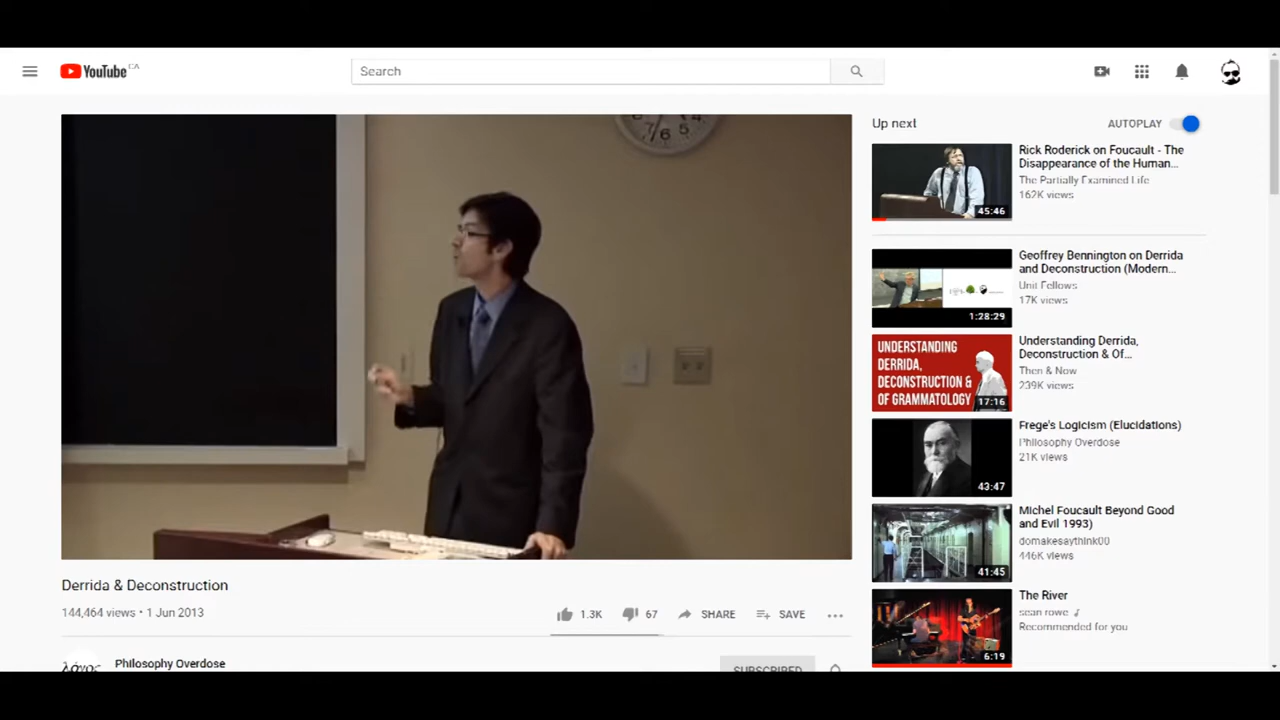 YouTube CA
Search
Up next
AUTOPLAY
Rick Roderick on Foucault - The
Disappearance of the Human...
The Partially Examined Life
162K views
45:46
Geoffrey Bennington on Derrida
and Deconstruction (Modern...
Unit Fellows
17K views
1:28:29
UNDERSTANDING
DERRIDA,
DECONSTRUCTION &
OF GRAMMATOLOGY
17:16
Understanding Derrida,
Deconstruction & Of...
Then & Now
239K views
Frege's Logicism (Elucidations)
Philosophy Overdose
21K views
43:47
Michel Foucault Beyond Good
and Evil 1993)
domakesaythink00
446K views
41:45
The River
sean rowe
Recommended for you
6:19
Derrida & Deconstruction
144,464 views • 1 Jun 2013
1.3K
67
SHARE
SAVE
λόγος
Philosophy Overdose
SUBSCRIBED